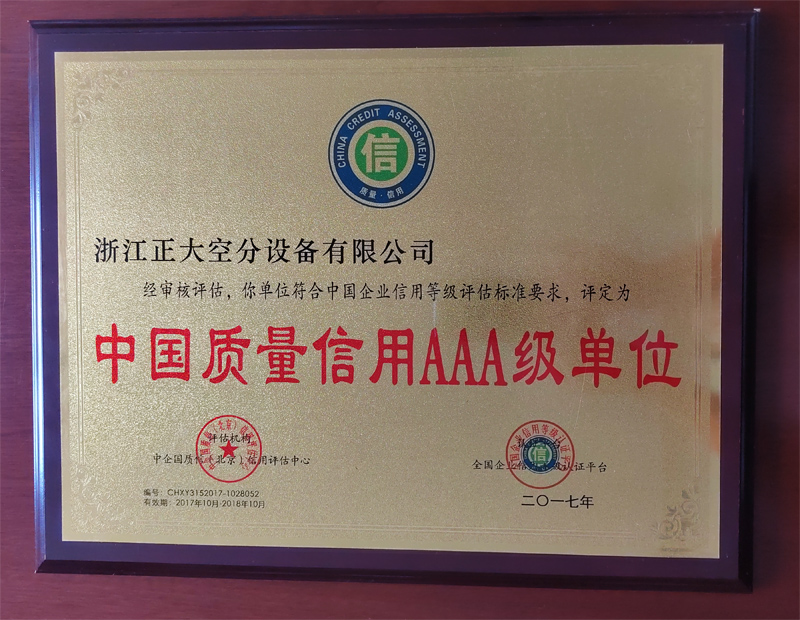 CHINA CREDIT ASSESSMENT
信
质量·信用
浙江正大空分设备有限公司
经审核评估，你单位符合中国企业信用等级评估标准要求，评定为
中国质量信用AAA级单位
评估机构
中企国质信（北京）信用评估中心
全国企业信用等级认证平台
信
编号：CHXY3152017-1028052
有效期：2017年10月-2018年10月
二〇一七年